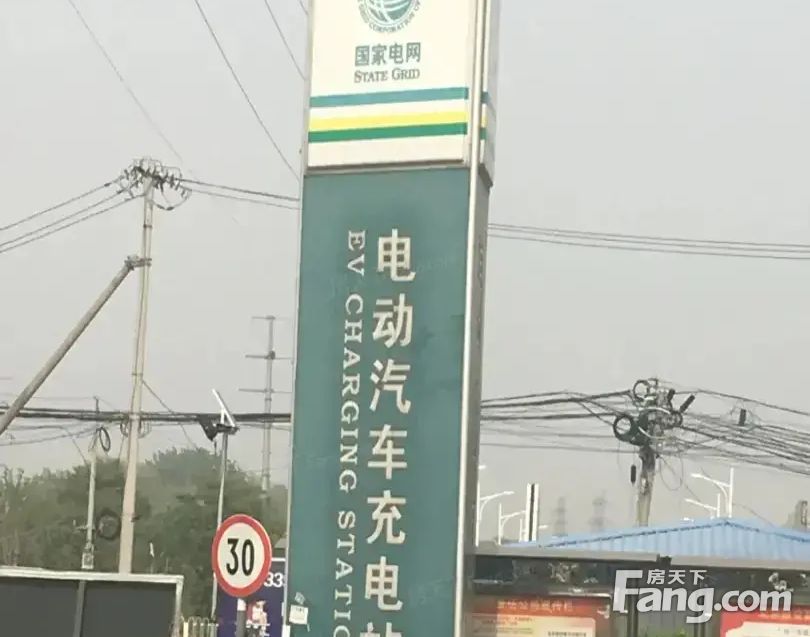 国家电网
STATE GRID
电动汽车充电站
EV CHARGING STATIO
30
房天下
Fang.com